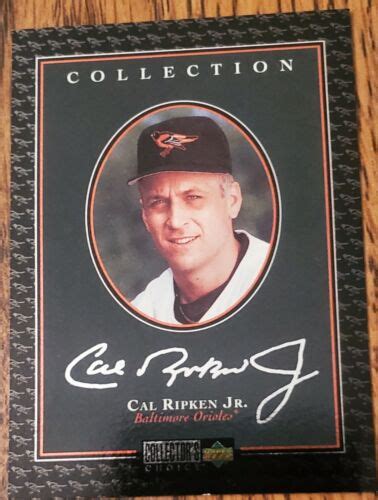 COLLECTION
Cal Ripken Jr.
CAL RIPKEN JR.
Baltimore Orioles
COLLECTOR'S
CHOICE